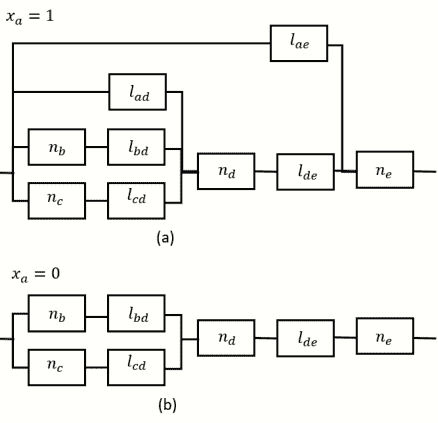 x_a = 1
l_ae
l_ad
n_b l_bd
n_d l_de n_e
n_c l_cd
(a)
x_a = 0
n_b l_bd
n_d l_de n_e
n_c l_cd
(b)